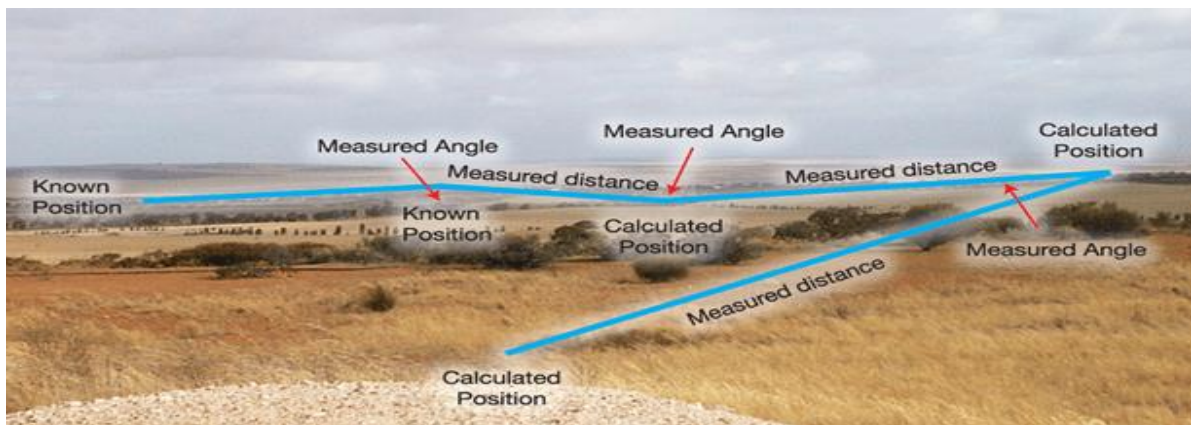 Known
Position
Measured Angle
Known
Position
Measured distance
Measured Angle
Calculated
Position
Measured distance
Calculated
Position
Measured Angle
Measured distance
Calculated
Position